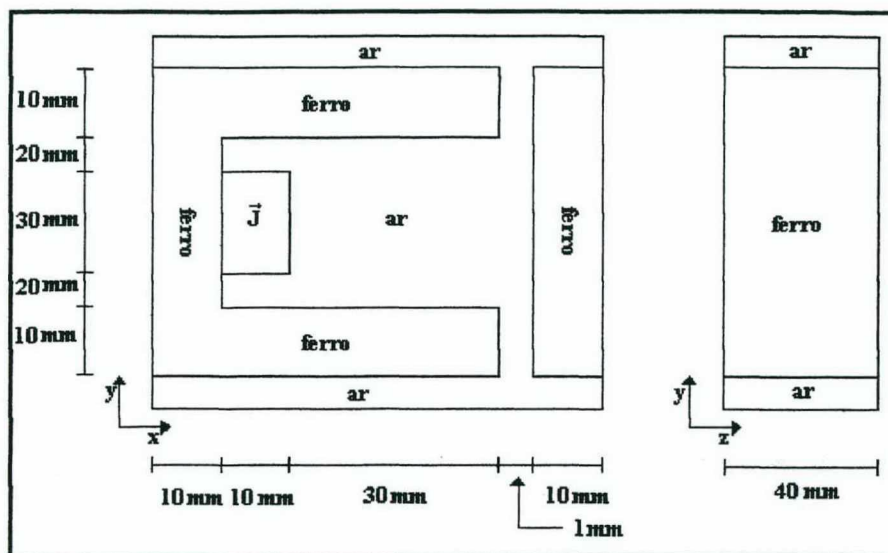 ar
ar
10mm
ferro
ferro
20mm
30mm
J⃗
ar
ferro
ferro
20mm
10mm
ferro
y
ar
y
ar
x
z
10mm 10mm
30mm
10mm
40mm
1mm